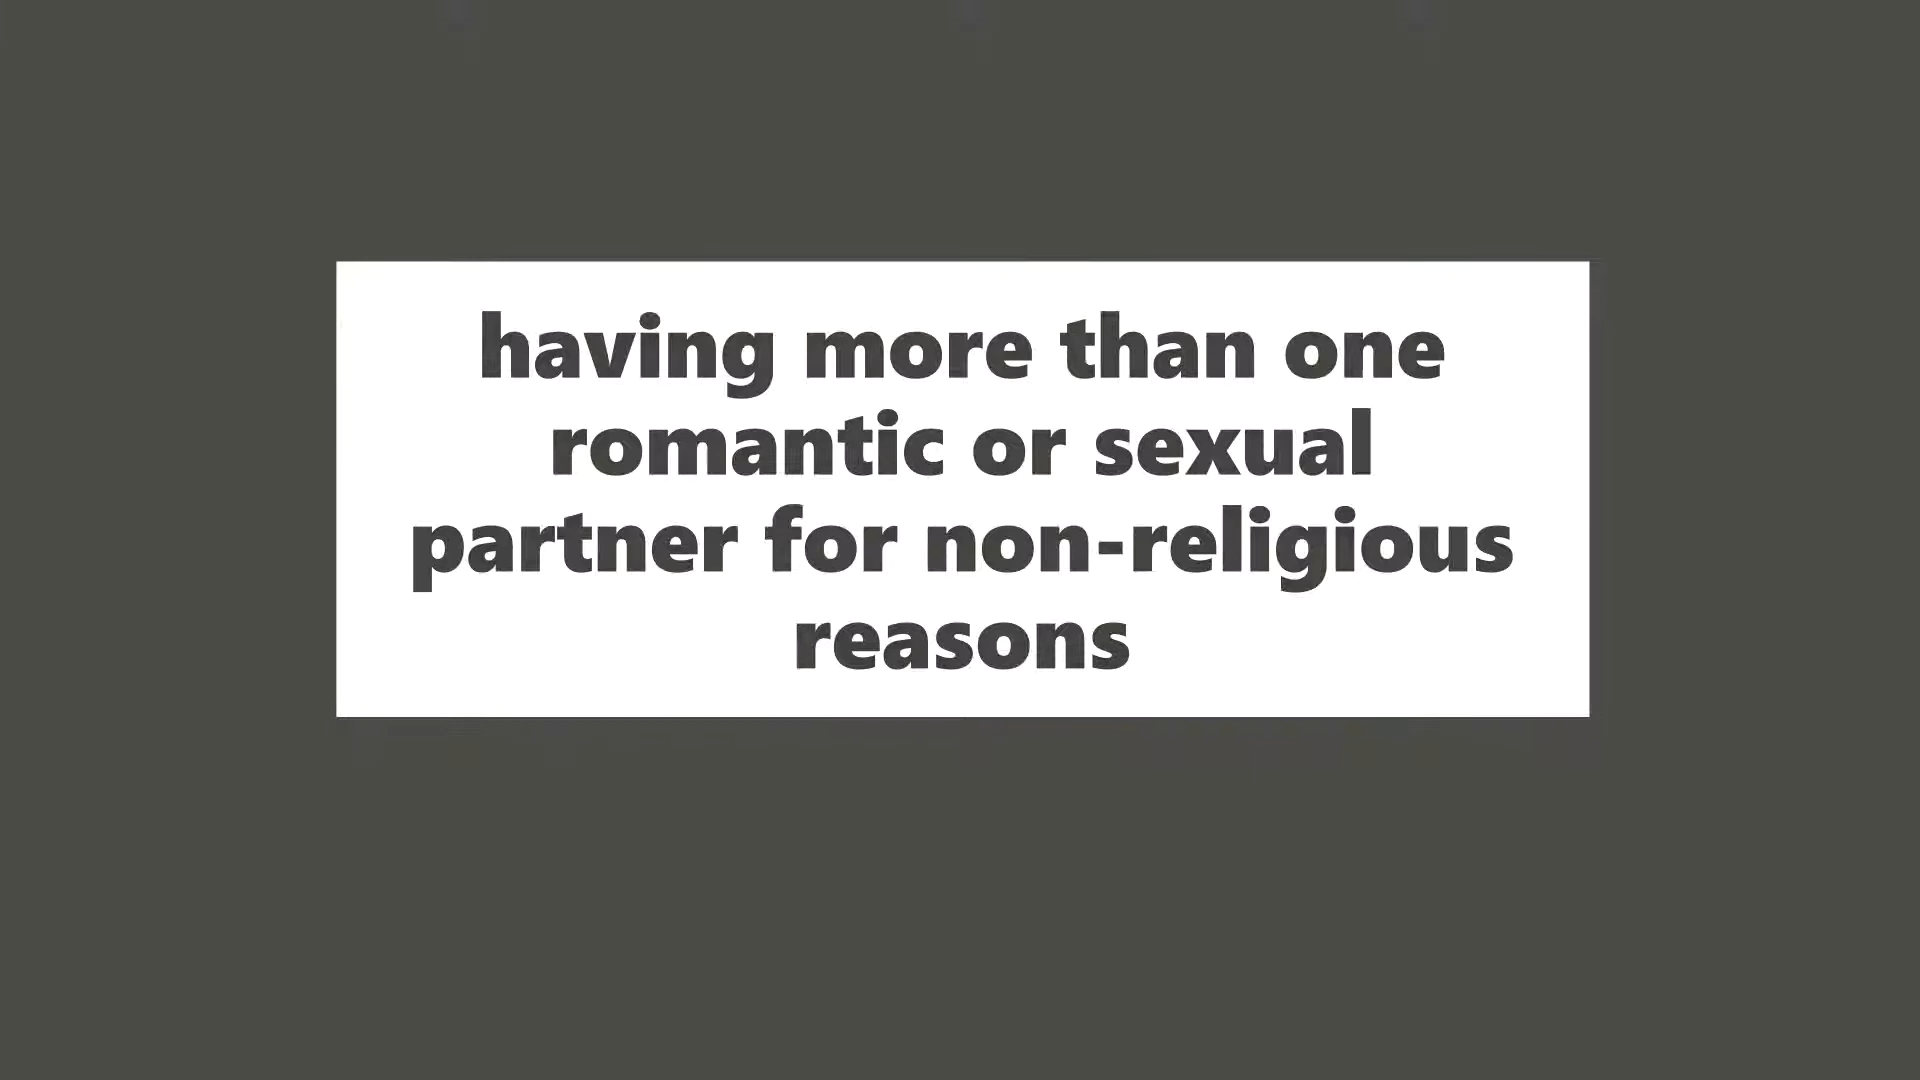 having more than one
romantic or sexual
partner for non-religious
reasons